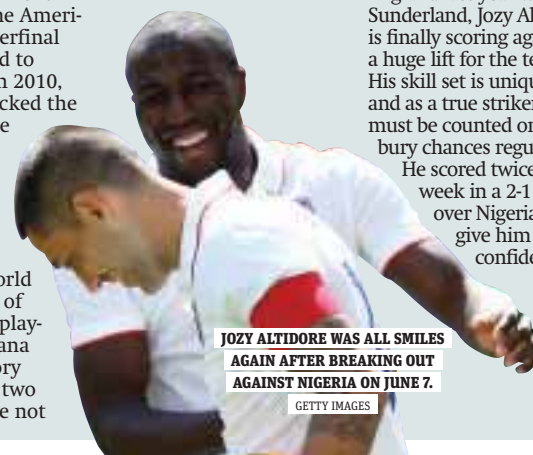 ne Ameri-
erfinal
d to
n 2010,
cked the
e
orld
of
play-
ana
ory
two
e not
Sunderland, Jozy Al
is finally scoring ag
a huge lift for the te
His skill set is uniqu
and as a true striker
must be counted on
bury chances regu
He scored twice
week in a 2-1
over Nigeria
give him
confide
JOZY ALTIDORE WAS ALL SMILES
AGAIN AFTER BREAKING OUT
AGAINST NIGERIA ON JUNE 7.
GETTY IMAGES